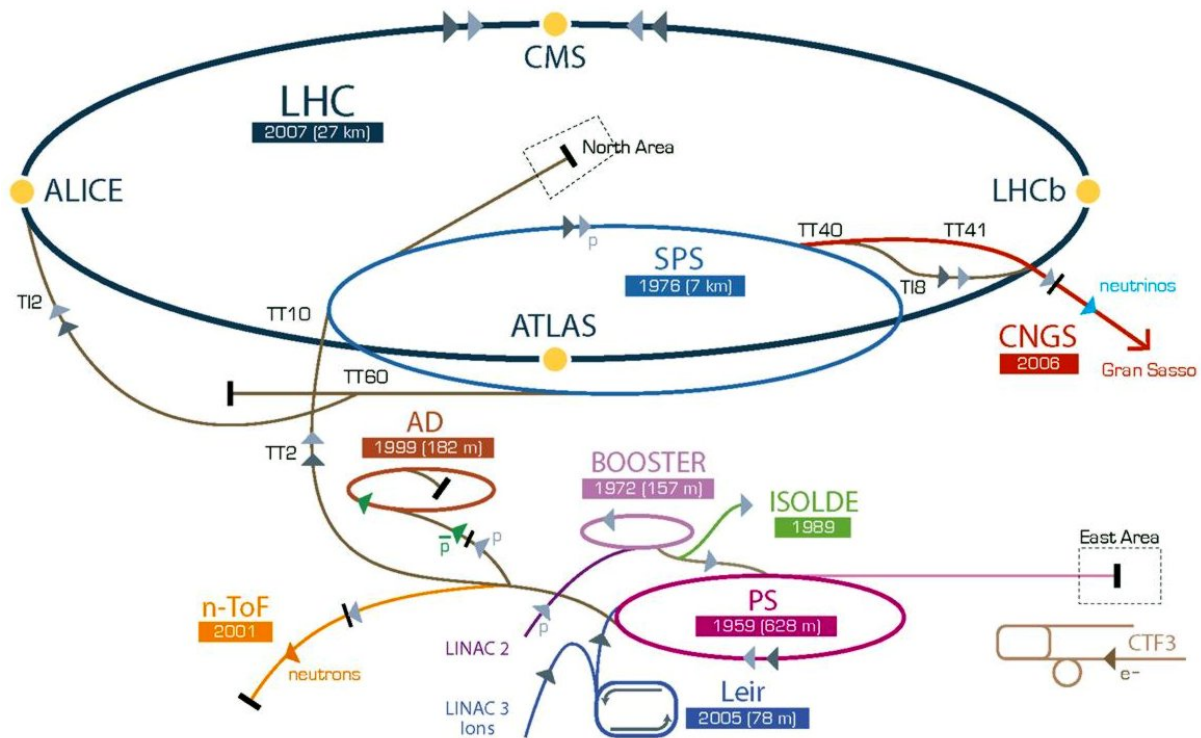 CMS
LHC
2007 (27 km)
North Area
ALICE
LHCb
TT40
TT41
p
SPS
1976 (7 km)
TI8
neutrinos
TI2
TT10
ATLAS
CNGS
2006
Gran Sasso
TT60
AD
1999 (182 m)
TT2
BOOSTER
1972 (157 m)
ISOLDE
1989
p̅
p
East Area
n-ToF
2001
PS
1959 (628 m)
LINAC 2
p
neutrons
CTF3
e-
LINAC 3
Ions
Leir
2005 (78 m)